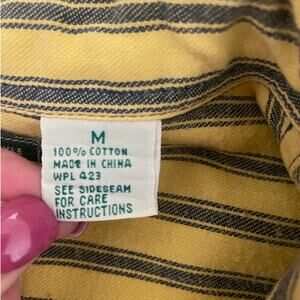 M
100% COTTON
MADE IN CHINA
WPL 423
SEE SIDESEAM
FOR CARE
INSTRUCTIONS